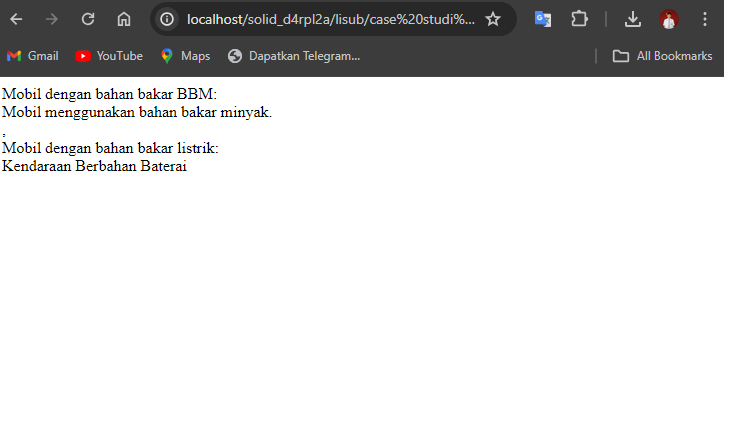 localhost/solid_d4rpl2a/lisub/case%20studi%...
Gmail YouTube Maps Dapatkan Telegram... All Bookmarks
Mobil dengan bahan bakar BBM:
Mobil menggunakan bahan bakar minyak.
,
Mobil dengan bahan bakar listrik:
Kendaraan Berbahan Baterai